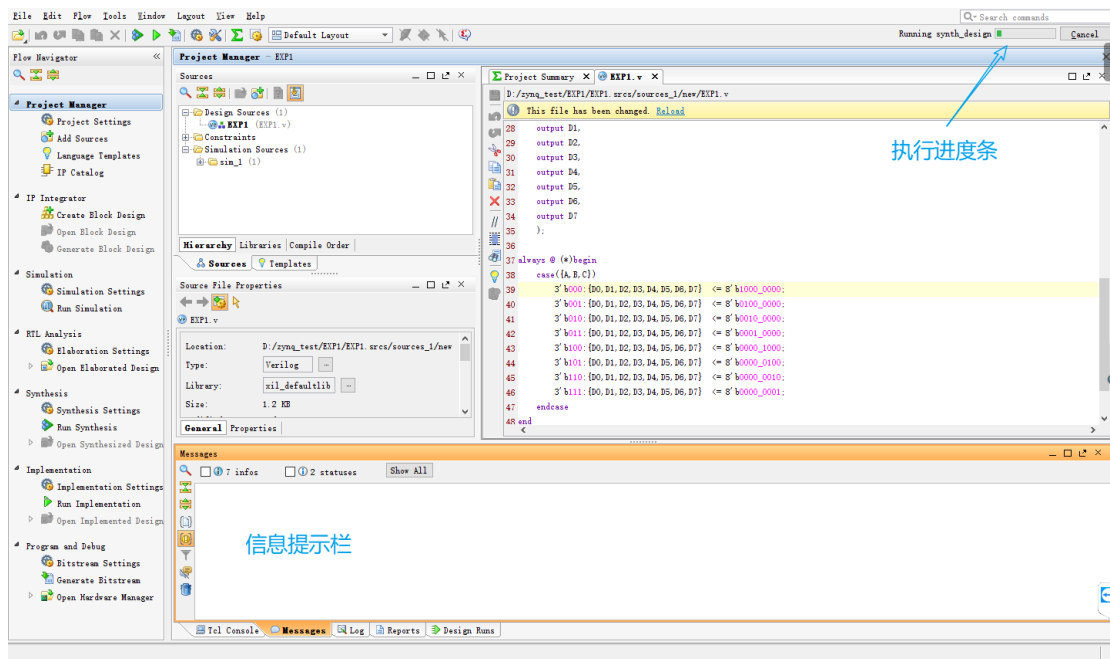 File Edit Flow Tools Window Layout View Help
Q- Search commands
Default Layout
Running synth_design
Cancel
Flow Navigator
Project Manager
Project Settings
Add Sources
Language Templates
IP Catalog
IP Integrator
Create Block Design
Open Block Design
Generate Block Design
Simulation
Simulation Settings
Run Simulation
RTL Analysis
Elaboration Settings
Open Elaborated Design
Synthesis
Synthesis Settings
Run Synthesis
Open Synthesized Design
Implementation
Implementation Settings
Run Implementation
Open Implemented Design
Program and Debug
Bitstream Settings
Generate Bitstream
Open Hardware Manager
Project Manager - EXP1
Sources
Design Sources (1)
EXP1 (EXP1.v)
Constraints
Simulation Sources (1)
sim_1 (1)
Hierarchy Libraries Compile Order
Sources Templates
Source File Properties
EXP1.v
Location: D:/zynq_test/EXP1/EXP1.srcs/sources_1/new
Type: Verilog
Library: xil_defaultlib
Size: 1.2 KB
General Properties
Project Summary EXP1.v
D:/zynq_test/EXP1/EXP1.srcs/sources_1/new/EXP1.v
This file has been changed. Reload
28 output D1,
29 output D2,
30 output D3,
31 output D4,
32 output D5,
33 output D6,
34 output D7
35 );
36
37 always @ (*)begin
38 case({A,B,C})
39 3'b000:{D0,D1,D2,D3,D4,D5,D6,D7} <= 8'b1000_0000;
40 3'b001:{D0,D1,D2,D3,D4,D5,D6,D7} <= 8'b0100_0000;
41 3'b010:{D0,D1,D2,D3,D4,D5,D6,D7} <= 8'b0010_0000;
42 3'b011:{D0,D1,D2,D3,D4,D5,D6,D7} <= 8'b0001_0000;
43 3'b100:{D0,D1,D2,D3,D4,D5,D6,D7} <= 8'b0000_1000;
44 3'b101:{D0,D1,D2,D3,D4,D5,D6,D7} <= 8'b0000_0100;
45 3'b110:{D0,D1,D2,D3,D4,D5,D6,D7} <= 8'b0000_0010;
46 3'b111:{D0,D1,D2,D3,D4,D5,D6,D7} <= 8'b0000_0001;
47 endcase
48 end
执行进度条
Messages
7 infos 2 statuses Show All
信息提示栏
Tcl Console Messages Log Reports Design Runs